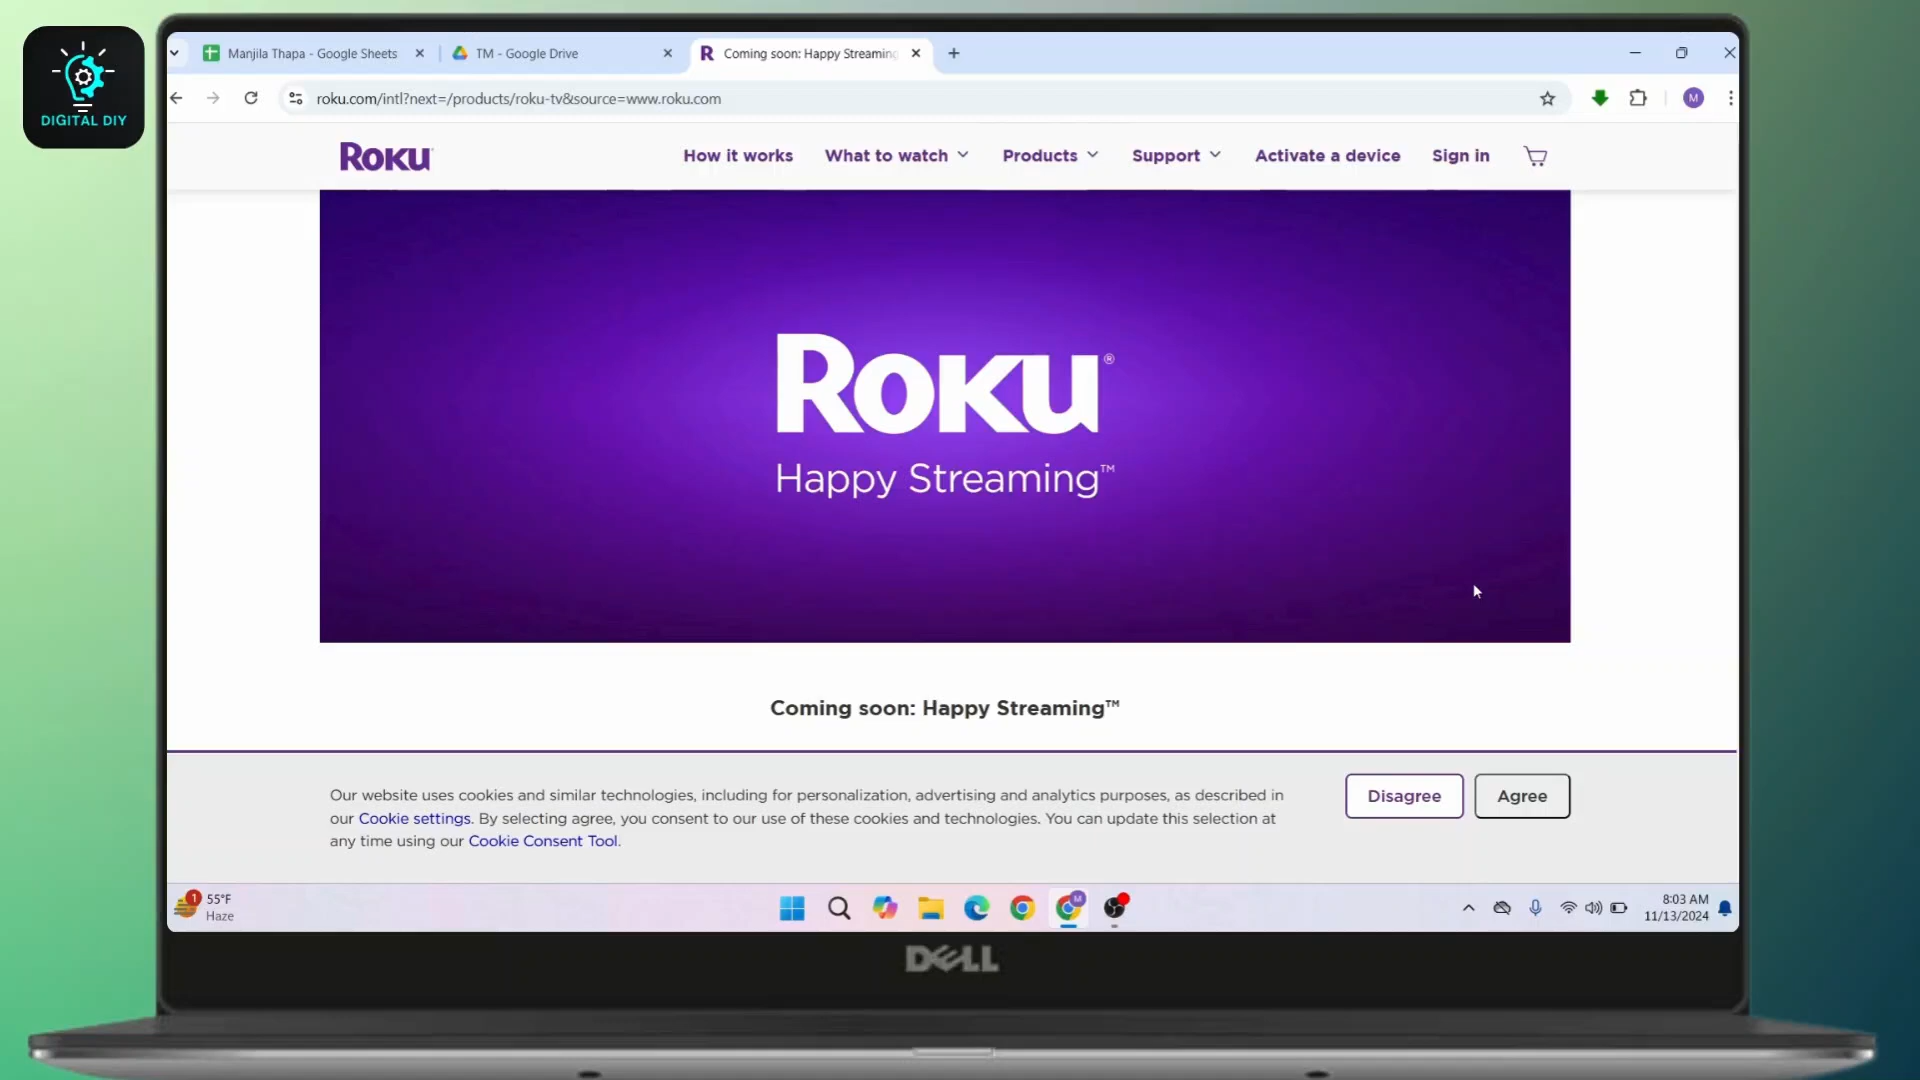 DIGITAL DIY
Manjila Thapa - Google Sheets
TM - Google Drive
Coming soon: Happy Streaming
roku.com/intl?next=/products/roku-tv&source=www.roku.com
M
ROKU
How it works
What to watch
Products
Support
Activate a device
Sign in
ROKU®
Happy Streaming™
Coming soon: Happy Streaming™
Our website uses cookies and similar technologies, including for personalization, advertising and analytics purposes, as described in
our Cookie settings. By selecting agree, you consent to our use of these cookies and technologies. You can update this selection at
any time using our Cookie Consent Tool.
Disagree
Agree
1
55°F
Haze
M
8:03 AM
11/13/2024
DELL